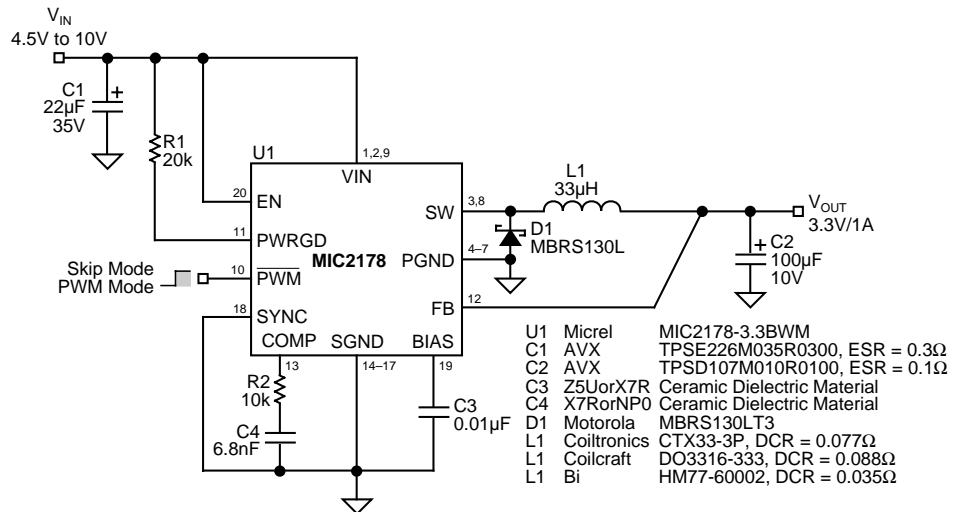 VIN
4.5V to 10V
C1
22µF
35V
+
R1
20k
U1
1,2,9
VIN
20
EN
11
PWRGD
Skip Mode
PWM Mode
10
PWM
18
SYNC
MIC2178
SW
3,8
PGND
4–7
FB
12
COMP
13
SGND
14–17
BIAS
19
L1
33µH
D1
MBRS130L
VOUT
3.3V/1A
+
C2
100µF
10V
R2
10k
C4
6.8nF
C3
0.01µF
U1 Micrel MIC2178-3.3BWM
C1 AVX TPSE226M035R0300, ESR = 0.3Ω
C2 AVX TPSD107M010R0100, ESR = 0.1Ω
C3 Z5UorX7R Ceramic Dielectric Material
C4 X7RorNP0 Ceramic Dielectric Material
D1 Motorola MBRS130LT3
L1 Coiltronics CTX33-3P, DCR = 0.077Ω
L1 Coilcraft DO3316-333, DCR = 0.088Ω
L1 Bi HM77-60002, DCR = 0.035Ω